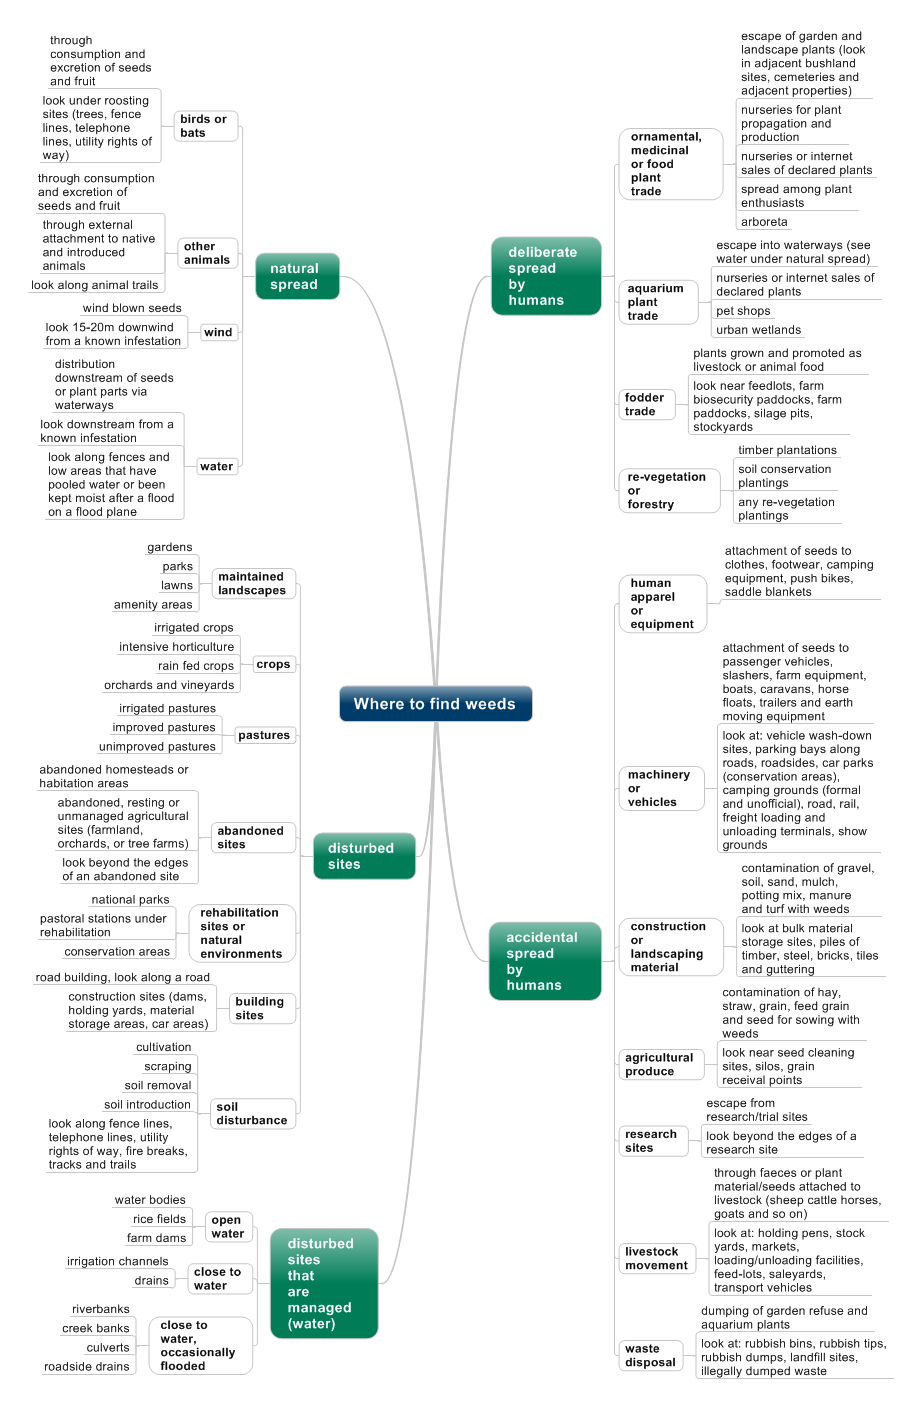 Where to find weeds
natural
spread
birds or
bats
through
consumption and
excretion of seeds
and fruit
look under roosting
sites (trees, fence
lines, telephone
lines, utility rights of
way)
other
animals
through consumption
and excretion of
seeds and fruit
through external
attachment to native
and introduced
animals
look along animal trails
wind
wind blown seeds
look 15-20m downwind
from a known infestation
water
distribution
downstream of seeds
or plant parts via
waterways
look downstream from a
known infestation
look along fences and
low areas that have
pooled water or been
kept moist after a flood
on a flood plane
disturbed
sites
maintained
landscapes
gardens
parks
lawns
amenity areas
crops
irrigated crops
intensive horticulture
rain fed crops
orchards and vineyards
pastures
irrigated pastures
improved pastures
unimproved pastures
abandoned
sites
abandoned homesteads or
habitation areas
abandoned, resting or
unmanaged agricultural
sites (farmland,
orchards, or tree farms)
look beyond the edges
of an abandoned site
rehabilitation
sites or
natural
environments
national parks
pastoral stations under
rehabilitation
conservation areas
building
sites
road building, look along a road
construction sites (dams,
holding yards, material
storage areas, car areas)
soil
disturbance
cultivation
scraping
soil removal
soil introduction
look along fence lines,
telephone lines, utility
rights of way, fire breaks,
tracks and trails
disturbed
sites
that
are
managed
(water)
open
water
water bodies
rice fields
farm dams
close to
water
irrigation channels
drains
close to
water,
occasionally
flooded
riverbanks
creek banks
culverts
roadside drains
deliberate
spread
by
humans
ornamental,
medicinal
or food
plant
trade
escape of garden and
landscape plants (look
in adjacent bushland
sites, cemeteries and
adjacent properties)
nurseries for plant
propagation and
production
nurseries or internet
sales of declared plants
spread among plant
enthusiasts
arboreta
aquarium
plant
trade
escape into waterways (see
water under natural spread)
nurseries or internet sales of
declared plants
pet shops
urban wetlands
fodder
trade
plants grown and promoted as
livestock or animal food
look near feedlots, farm
biosecurity paddocks, farm
paddocks, silage pits,
stockyards
re-vegetation
or
forestry
timber plantations
soil conservation
plantings
any re-vegetation
plantings
accidental
spread
by
humans
human
apparel
or
equipment
attachment of seeds to
clothes, footwear, camping
equipment, push bikes,
saddle blankets
machinery
or
vehicles
attachment of seeds to
passenger vehicles,
slashers, farm equipment,
boats, caravans, horse
floats, trailers and earth
moving equipment
look at: vehicle wash-down
sites, parking bays along
roads, roadsides, car parks
(conservation areas),
camping grounds (formal
and unofficial), road, rail,
freight loading and
unloading terminals, show
grounds
construction
or
landscaping
material
contamination of gravel,
soil, sand, mulch,
potting mix, manure
and turf with weeds
look at bulk material
storage sites, piles of
timber, steel, bricks, tiles
and guttering
agricultural
produce
contamination of hay,
straw, grain, feed grain
and seed for sowing with
weeds
look near seed cleaning
sites, silos, grain
receival points
research
sites
escape from
research/trial sites
look beyond the edges of a
research site
livestock
movement
through faeces or plant
material/seeds attached to
livestock (sheep cattle horses,
goats and so on)
look at: holding pens, stock
yards, markets,
loading/unloading facilities,
feed-lots, saleyards,
transport vehicles
waste
disposal
dumping of garden refuse and
aquarium plants
look at: rubbish bins, rubbish tips,
rubbish dumps, landfill sites,
illegally dumped waste